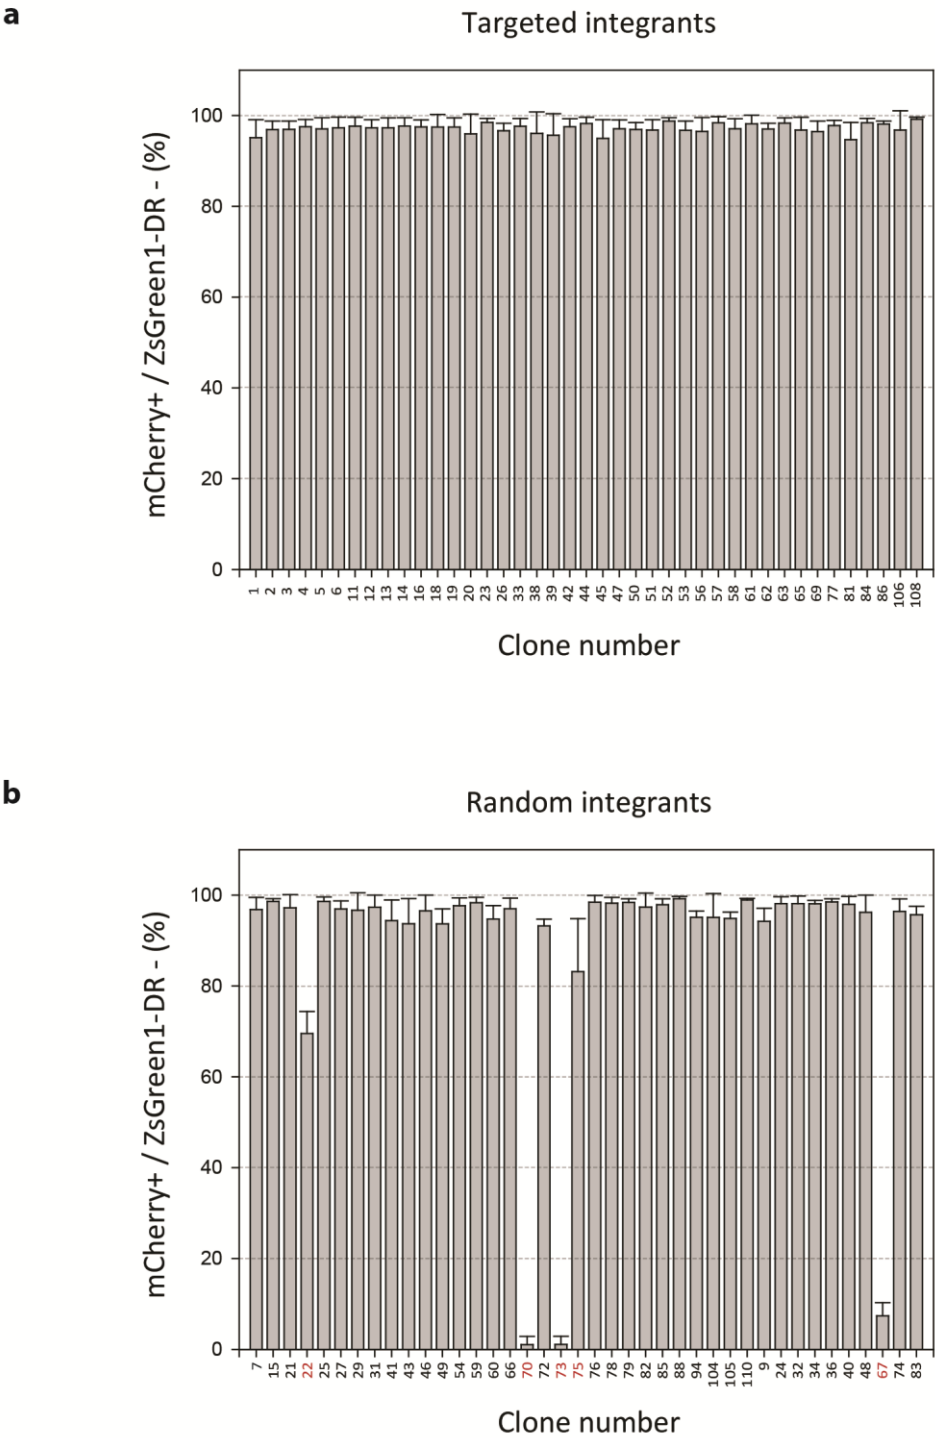 a
Targeted integrants
mCherry+ / ZsGreen1-DR - (%)
100
80
60
40
20
0
1 2 3 4 5 6 11 12 13 14 16 18 19 20 23 26 33 38 39 42 44 45 47 50 51 52 53 56 57 58 61 62 63 65 69 77 81 84 86 106 108
Clone number
b
Random integrants
mCherry+ / ZsGreen1-DR - (%)
100
80
60
40
20
0
7 15 21 22 25 27 29 31 41 43 46 49 54 59 60 66 70 72 73 75 76 78 79 82 85 88 94 104 105 110 9 24 32 34 36 40 48 67 74 83
Clone number